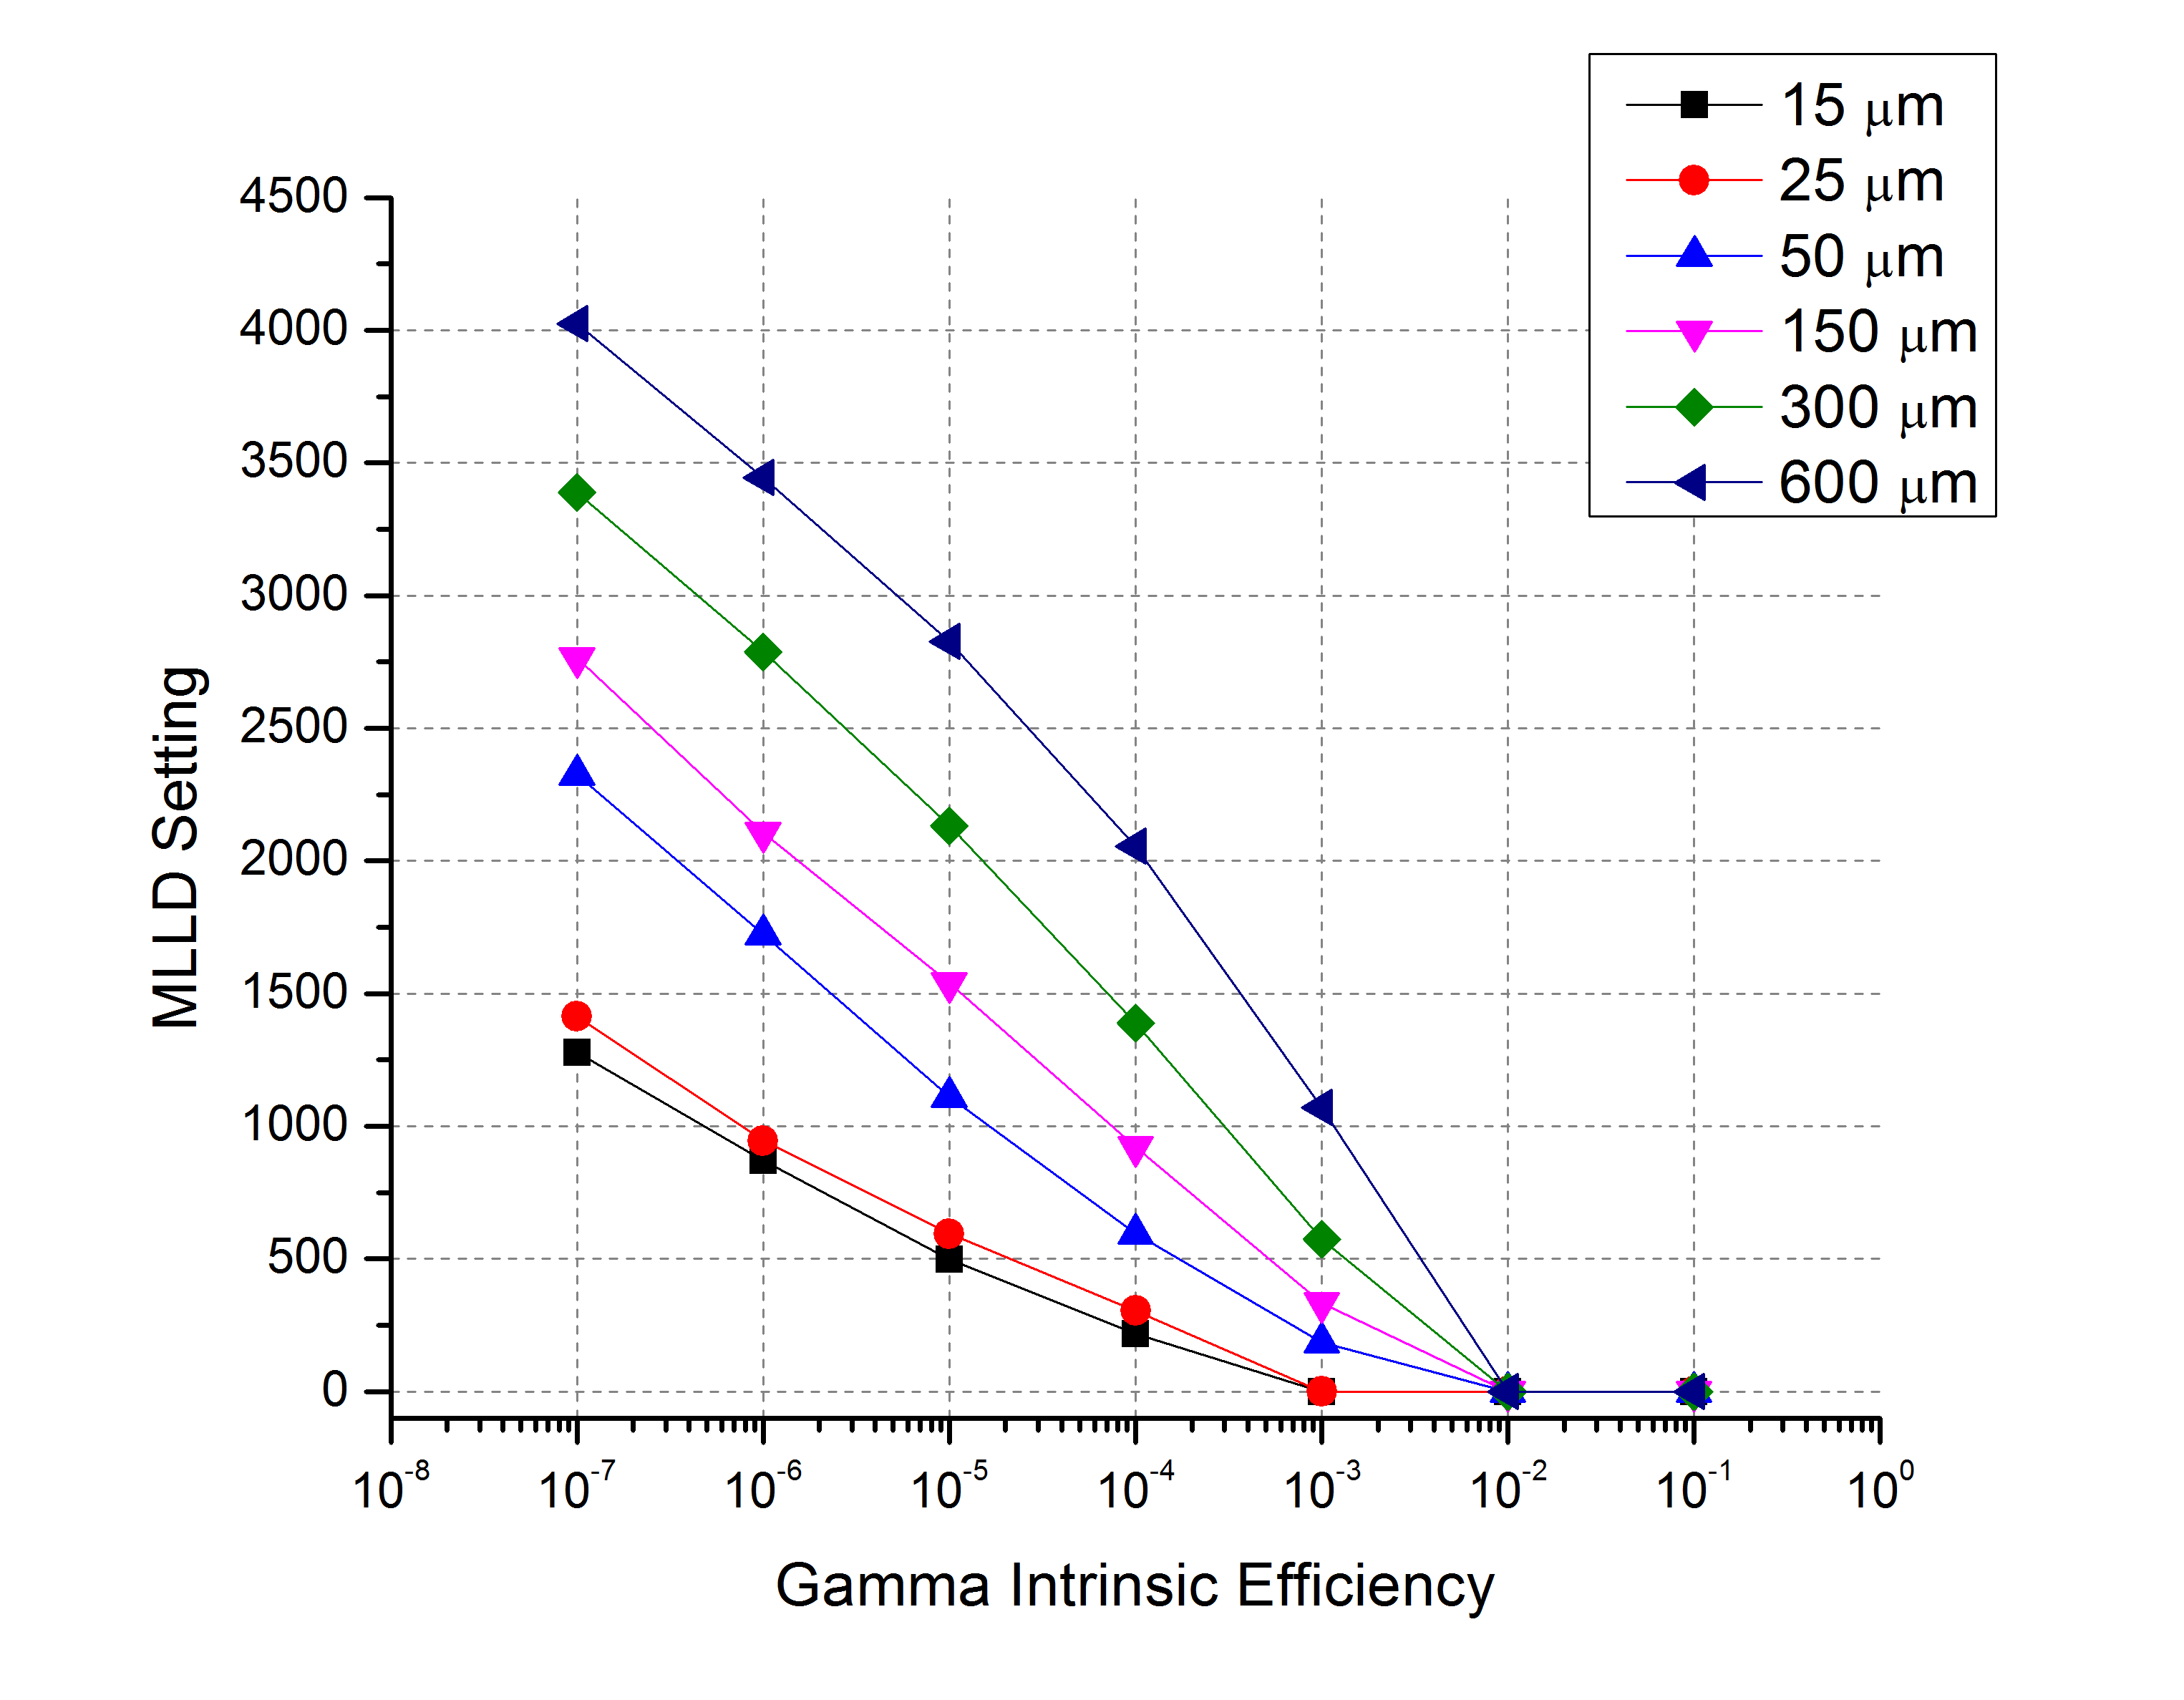 15 μm
25 μm
50 μm
150 μm
300 μm
600 μm
4500
4000
3500
3000
2500
2000
1500
1000
500
0
MLLD Setting
10⁻⁸ 10⁻⁷ 10⁻⁶ 10⁻⁵ 10⁻⁴ 10⁻³ 10⁻² 10⁻¹ 10⁰
Gamma Intrinsic Efficiency